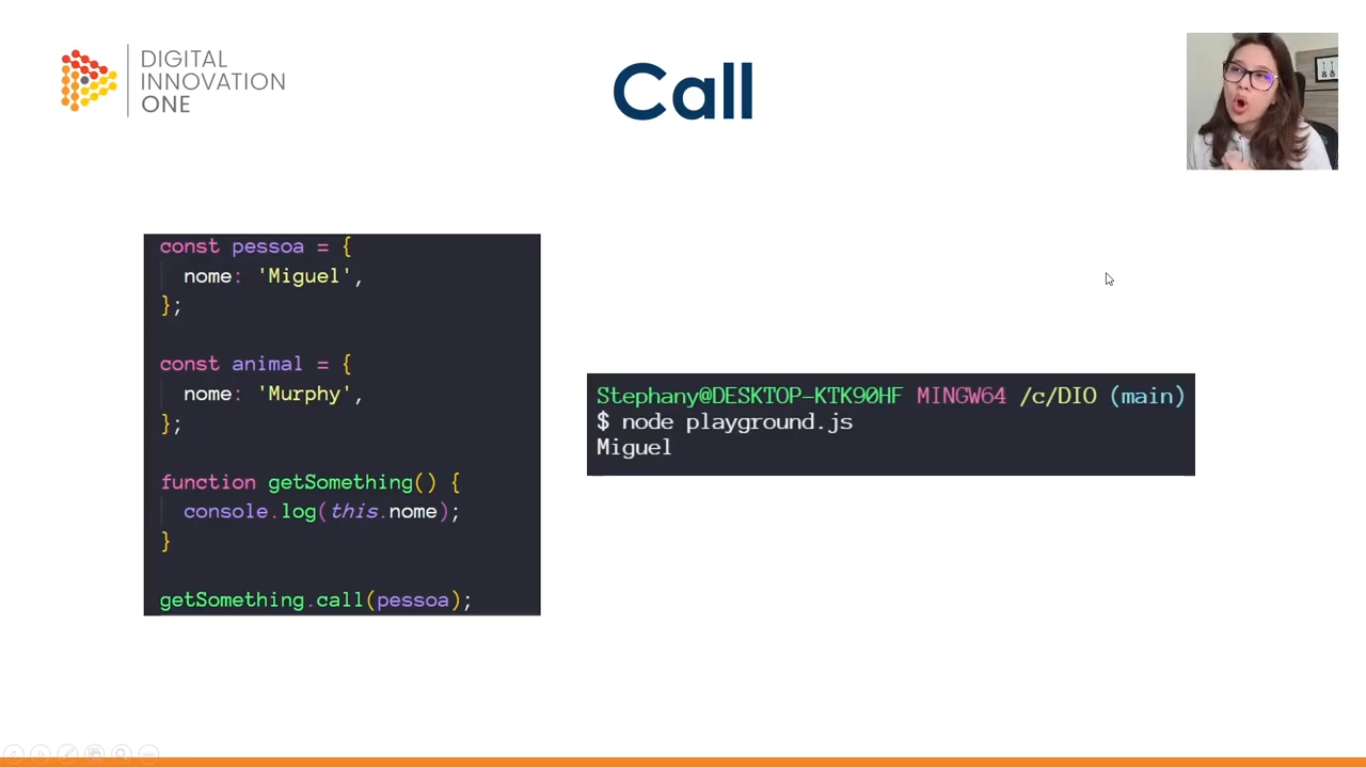 DIGITAL
INNOVATION
ONE
Call
const pessoa = {
  nome: 'Miguel',
};
const animal = {
  nome: 'Murphy',
};
function getSomething() {
  console.log(this.nome);
}
getSomething.call(pessoa);
Stephany@DESKTOP-KTK90HF MINGW64 /c/DIO (main)
$ node playground.js
Miguel